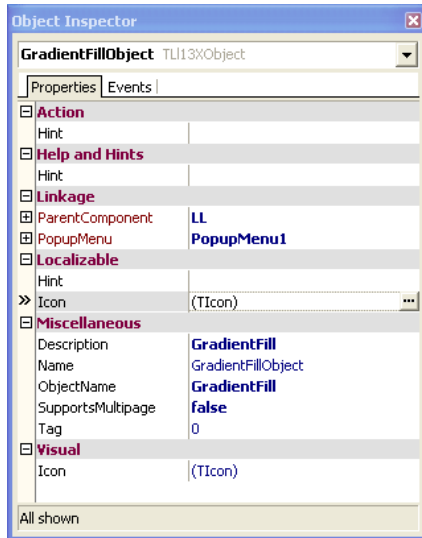 Object Inspector
GradientFillObject TLl13XObject
Properties Events
Action
Hint
Help and Hints
Hint
Linkage
ParentComponent LL
PopupMenu PopupMenu1
Localizable
Hint
Icon (TIcon) ...
Miscellaneous
Description GradientFill
Name GradientFillObject
ObjectName GradientFill
SupportsMultipage false
Tag 0
Visual
Icon (TIcon)
All shown